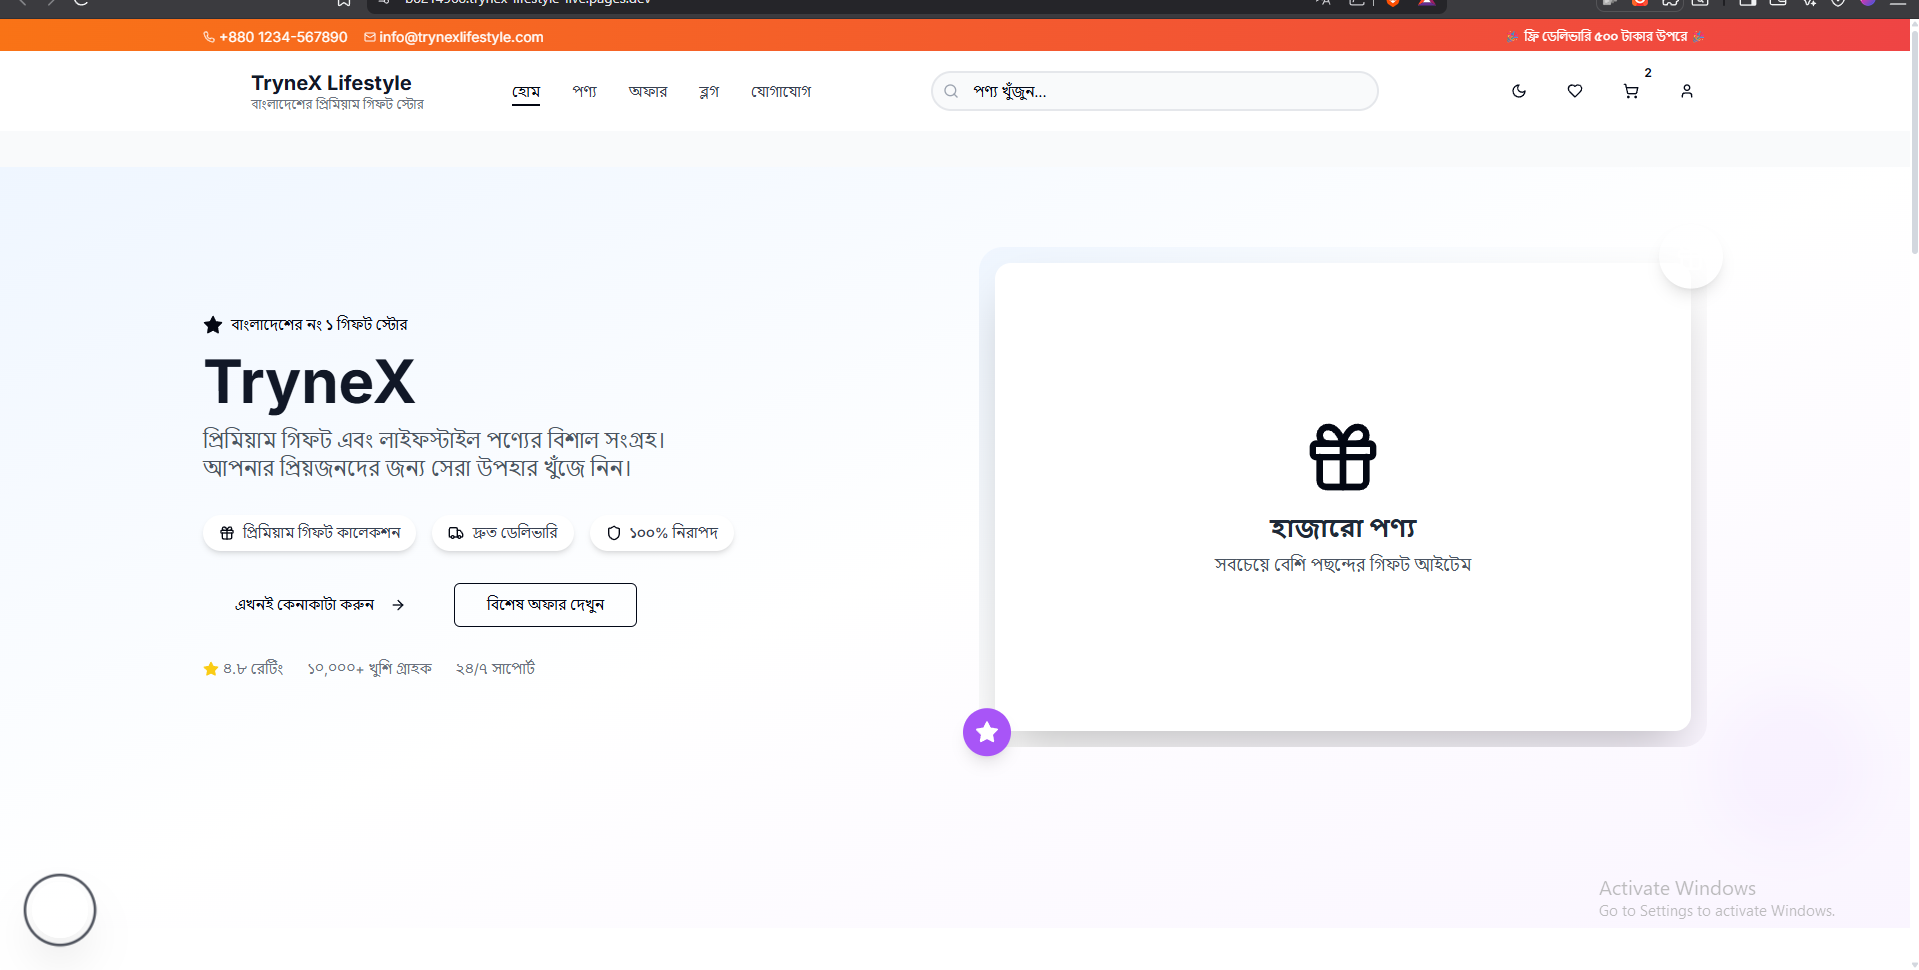 +880 1234-567890
info@trynexlifestyle.com
ফ্রি ডেলিভারি ৫০০ টাকার উপরে
TryneX Lifestyle
বাংলাদেশের প্রিমিয়াম গিফট স্টোর
হোম
পণ্য
অফার
ব্লগ
যোগাযোগ
পণ্য খুঁজুন...
2
বাংলাদেশের নং ১ গিফট স্টোর
TryneX
প্রিমিয়াম গিফট এবং লাইফস্টাইল পণ্যের বিশাল সংগ্রহ।
আপনার প্রিয়জনদের জন্য সেরা উপহার খুঁজে নিন।
প্রিমিয়াম গিফট কালেকশন
দ্রুত ডেলিভারি
১০০% নিরাপদ
এখনই কেনাকাটা করুন
বিশেষ অফার দেখুন
৪.৮ রেটিং
১০,০০০+ খুশি গ্রাহক
২৪/৭ সাপোর্ট
হাজারো পণ্য
সবচেয়ে বেশি পছন্দের গিফট আইটেম
Activate Windows
Go to Settings to activate Windows.